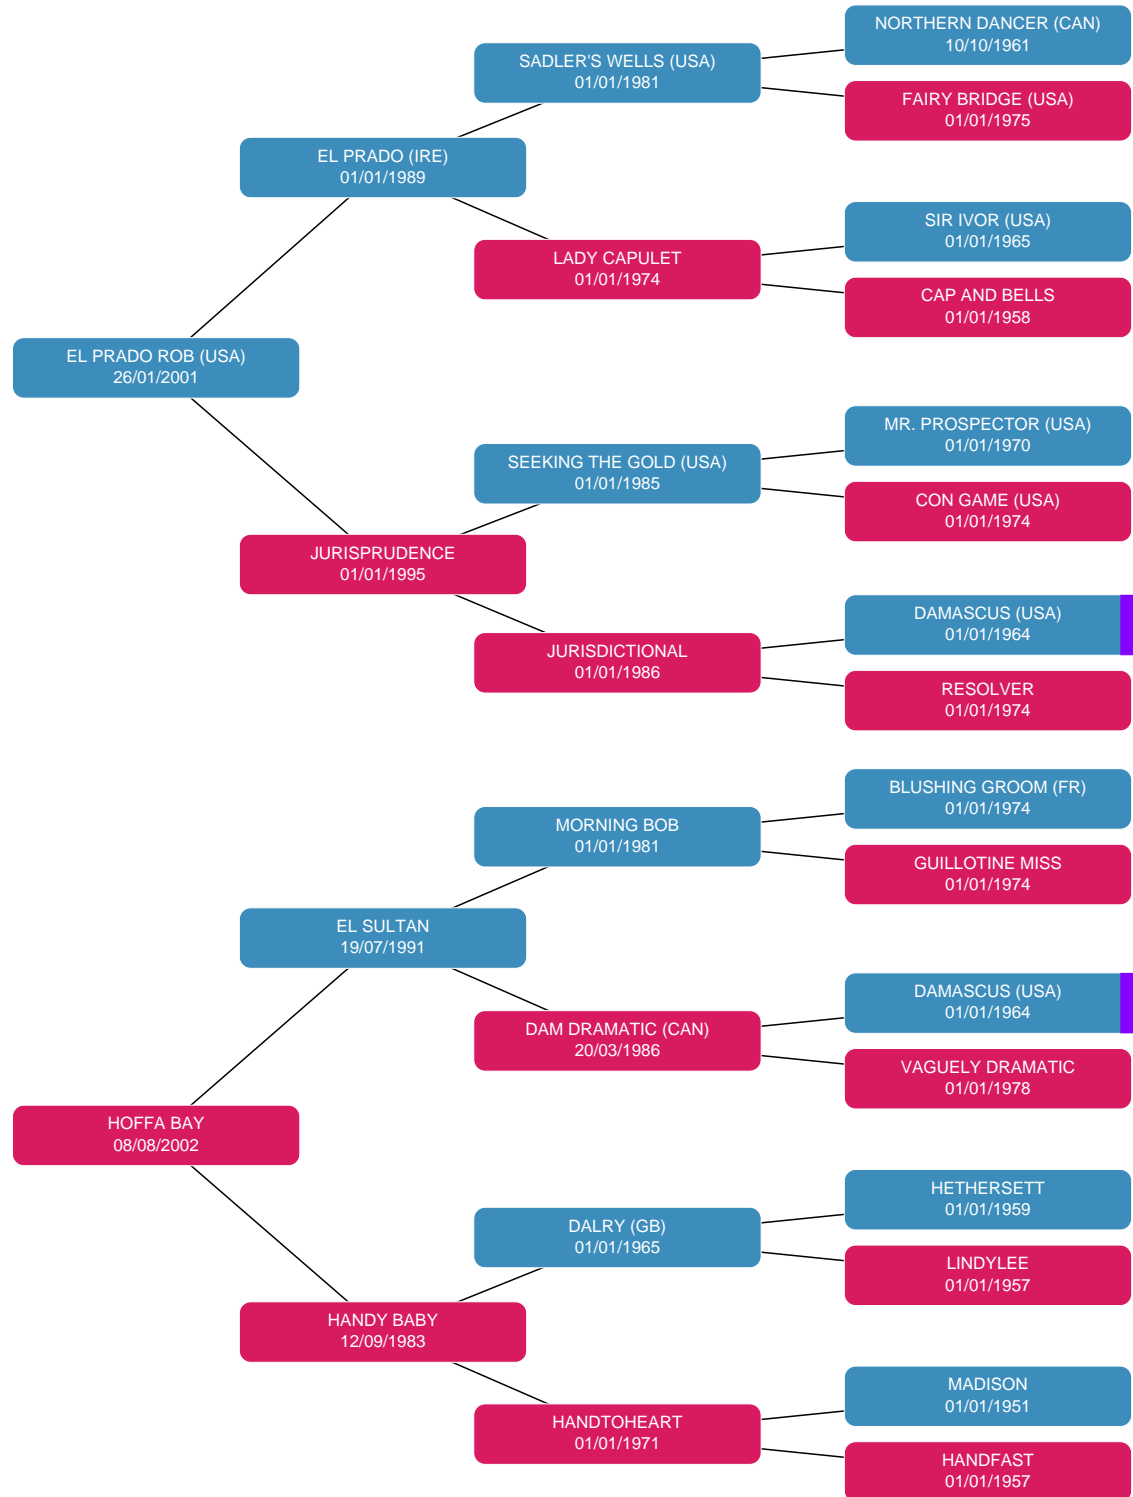 NORTHERN DANCER (CAN)
10/10/1961
SADLER'S WELLS (USA)
01/01/1981
FAIRY BRIDGE (USA)
01/01/1975
EL PRADO (IRE)
01/01/1989
SIR IVOR (USA)
01/01/1965
LADY CAPULET
01/01/1974
CAP AND BELLS
01/01/1958
EL PRADO ROB (USA)
26/01/2001
MR. PROSPECTOR (USA)
01/01/1970
SEEKING THE GOLD (USA)
01/01/1985
CON GAME (USA)
01/01/1974
JURISPRUDENCE
01/01/1995
DAMASCUS (USA)
01/01/1964
JURISDICTIONAL
01/01/1986
RESOLVER
01/01/1974
BLUSHING GROOM (FR)
01/01/1974
MORNING BOB
01/01/1981
GUILLOTINE MISS
01/01/1974
EL SULTAN
19/07/1991
DAMASCUS (USA)
01/01/1964
DAM DRAMATIC (CAN)
20/03/1986
VAGUELY DRAMATIC
01/01/1978
HOFFA BAY
08/08/2002
HETHERSETT
01/01/1959
DALRY (GB)
01/01/1965
LINDYLEE
01/01/1957
HANDY BABY
12/09/1983
MADISON
01/01/1951
HANDTOHEART
01/01/1971
HANDFAST
01/01/1957